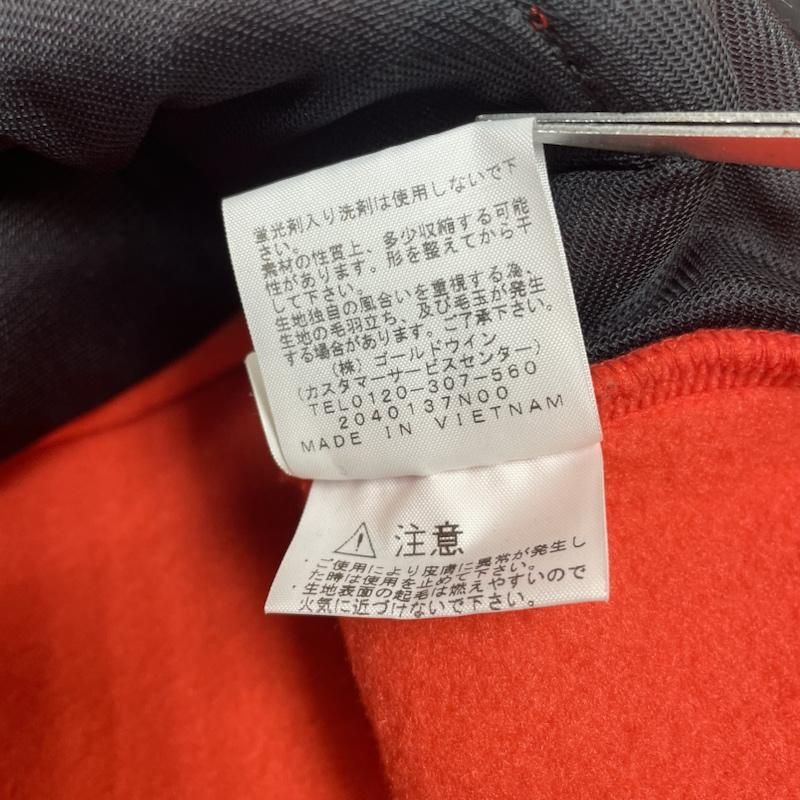 蛍光剤入り洗剤は使用しないで下
さい。
素材の性質上、多少収縮する可能
性があります。形を整えてから干
して下さい。
生地独自の風合いを重視する為、
生地の毛羽立ち、及び毛玉が発生
する場合があります。ご了承下さい。
(株) ゴールドウイン
(カスタマーサービスセンター)
TEL0120-307-560
2040137N00
MADE IN VIETNAM
⚠ 注意
・ご使用により皮膚に異常が発生し
た時は使用を止めて下さい。
・生地表面の起毛は燃えやすいので
火気に近づけないで下さい。